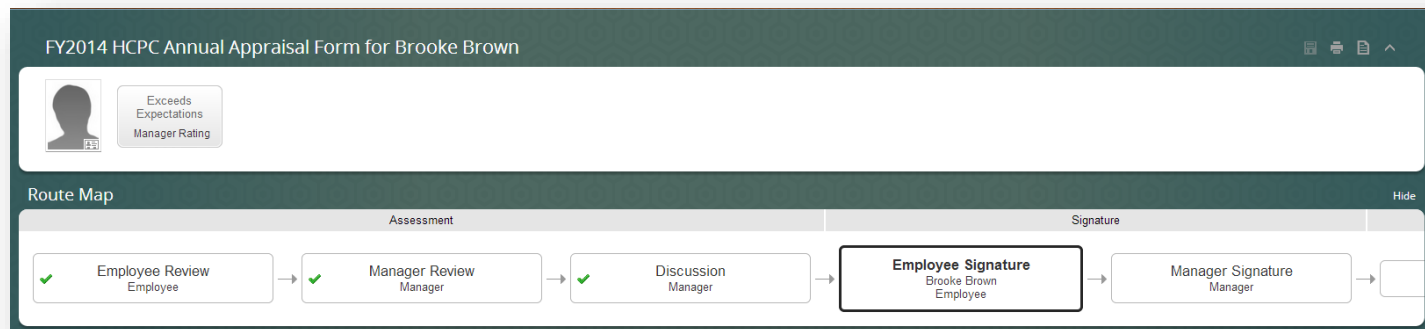 FY2014 HCPC Annual Appraisal Form for Brooke Brown
Exceeds
Expectations
Manager Rating
Route Map
Hide
Assessment
Signature
Employee Review
Employee
Manager Review
Manager
Discussion
Manager
Employee Signature
Brooke Brown
Employee
Manager Signature
Manager